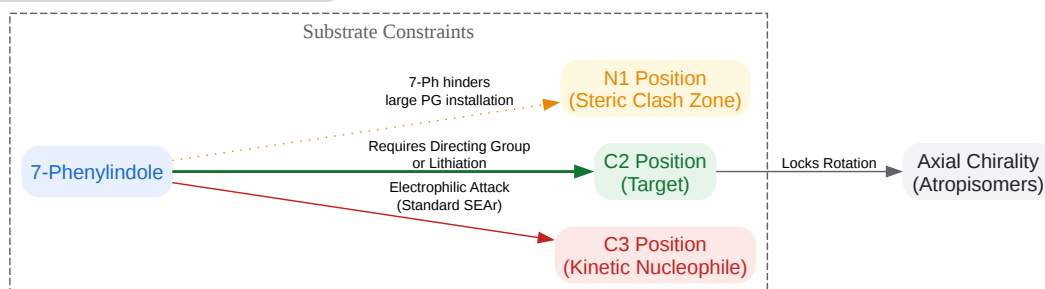 Substrate Constraints
7-Ph hinders
large PG installation
N1 Position
(Steric Clash Zone)
7-Phenylindole
Requires Directing Group
or Lithiation
C2 Position
(Target)
Locks Rotation
Axial Chirality
(Atropisomers)
Electrophilic Attack
(Standard SEAr)
C3 Position
(Kinetic Nucleophile)